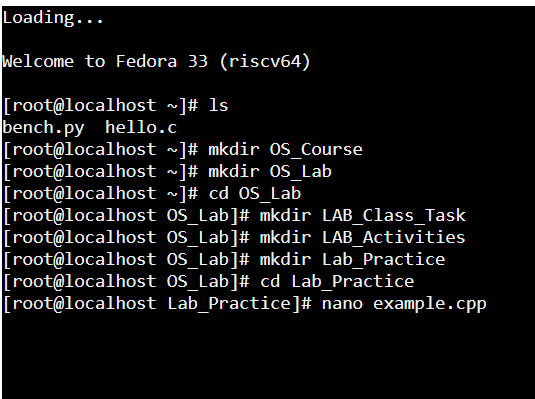 Loading...
Welcome to Fedora 33 (riscv64)
[root@localhost ~]# ls
bench.py  hello.c
[root@localhost ~]# mkdir OS_Course
[root@localhost ~]# mkdir OS_Lab
[root@localhost ~]# cd OS_Lab
[root@localhost OS_Lab]# mkdir LAB_Class_Task
[root@localhost OS_Lab]# mkdir LAB_Activities
[root@localhost OS_Lab]# mkdir Lab_Practice
[root@localhost OS_Lab]# cd Lab_Practice
[root@localhost Lab_Practice]# nano example.cpp